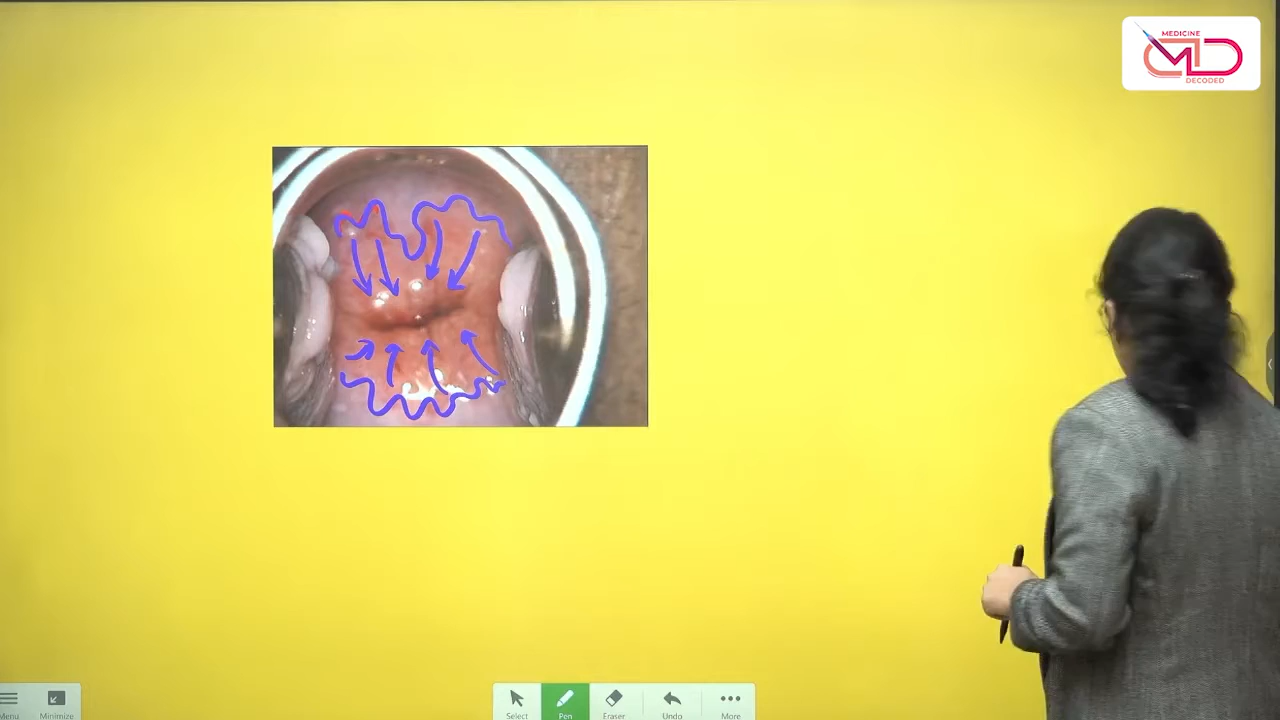 MEDICINE
MD
DECODED
Menu
Minimize
Select
Pen
Eraser
Undo
More